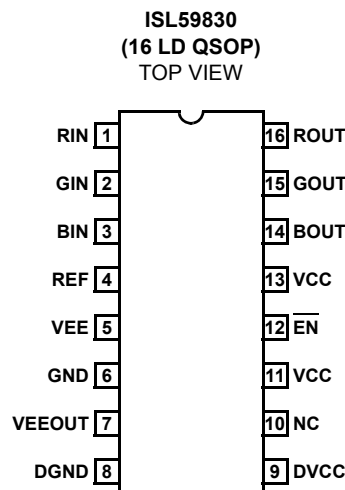 ISL59830
(16 LD QSOP)
TOP VIEW
RIN 1 16 ROUT
GIN 2 15 GOUT
BIN 3 14 BOUT
REF 4 13 VCC
VEE 5 12 EN
GND 6 11 VCC
VEEOUT 7 10 NC
DGND 8 9 DVCC